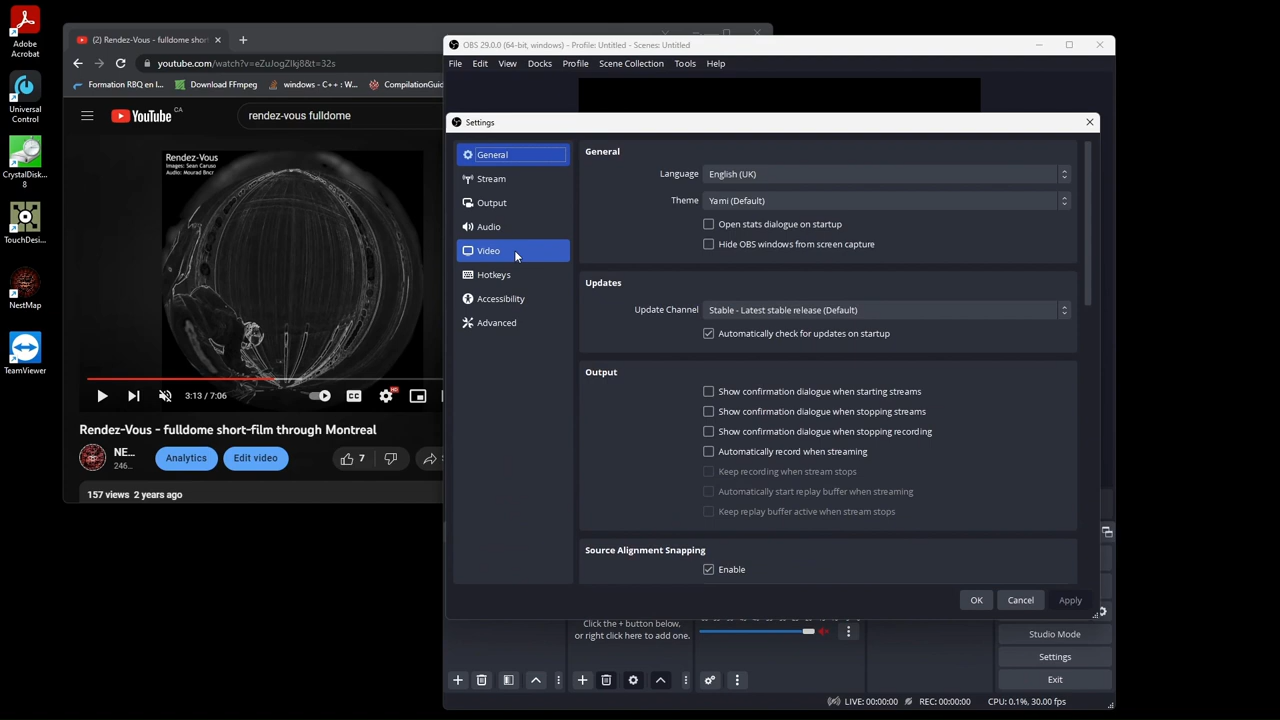 Adobe
Acrobat
Universal
Control
CrystalDisk...
8
TouchDesi...
NestMap
TeamViewer
(2) Rendez-Vous - fulldome shor
youtube.com/watch?v=eZuJogZIkj8&t=32s
Formation RBQ en l...
Download FFmpeg
windows - C++ : W...
CompilationGuide
YouTube CA
rendez-vous fulldome
Rendez-Vous
Images: Sean Caruso
Audio: Mourad Bncr
3:13 / 7:06
HD
Rendez-Vous - fulldome short-film through Montreal
NE...
246...
Analytics
Edit video
7
157 views 2 years ago
OBS 29.0.0 (64-bit, windows) - Profile: Untitled - Scenes: Untitled
File Edit View Docks Profile Scene Collection Tools Help
Settings
General
Stream
Output
Audio
Video
Hotkeys
Accessibility
Advanced
General
Language English (UK)
Theme Yami (Default)
Open stats dialogue on startup
Hide OBS windows from screen capture
Updates
Update Channel Stable - Latest stable release (Default)
Automatically check for updates on startup
Output
Show confirmation dialogue when starting streams
Show confirmation dialogue when stopping streams
Show confirmation dialogue when stopping recording
Automatically record when streaming
Keep recording when stream stops
Automatically start replay buffer when streaming
Keep replay buffer active when stream stops
Source Alignment Snapping
Enable
OK Cancel Apply
Click the + button below,
or right click here to add one.
Studio Mode
Settings
Exit
LIVE: 00:00:00 REC: 00:00:00 CPU: 0.1%, 30.00 fps